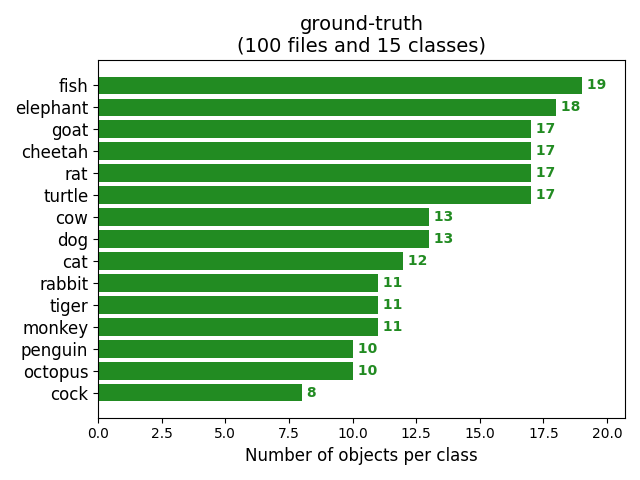 ground-truth
(100 files and 15 classes)
fish 19
elephant 18
goat 17
cheetah 17
rat 17
turtle 17
cow 13
dog 13
cat 12
rabbit 11
tiger 11
monkey 11
penguin 10
octopus 10
cock 8
0.0 2.5 5.0 7.5 10.0 12.5 15.0 17.5 20.0
Number of objects per class